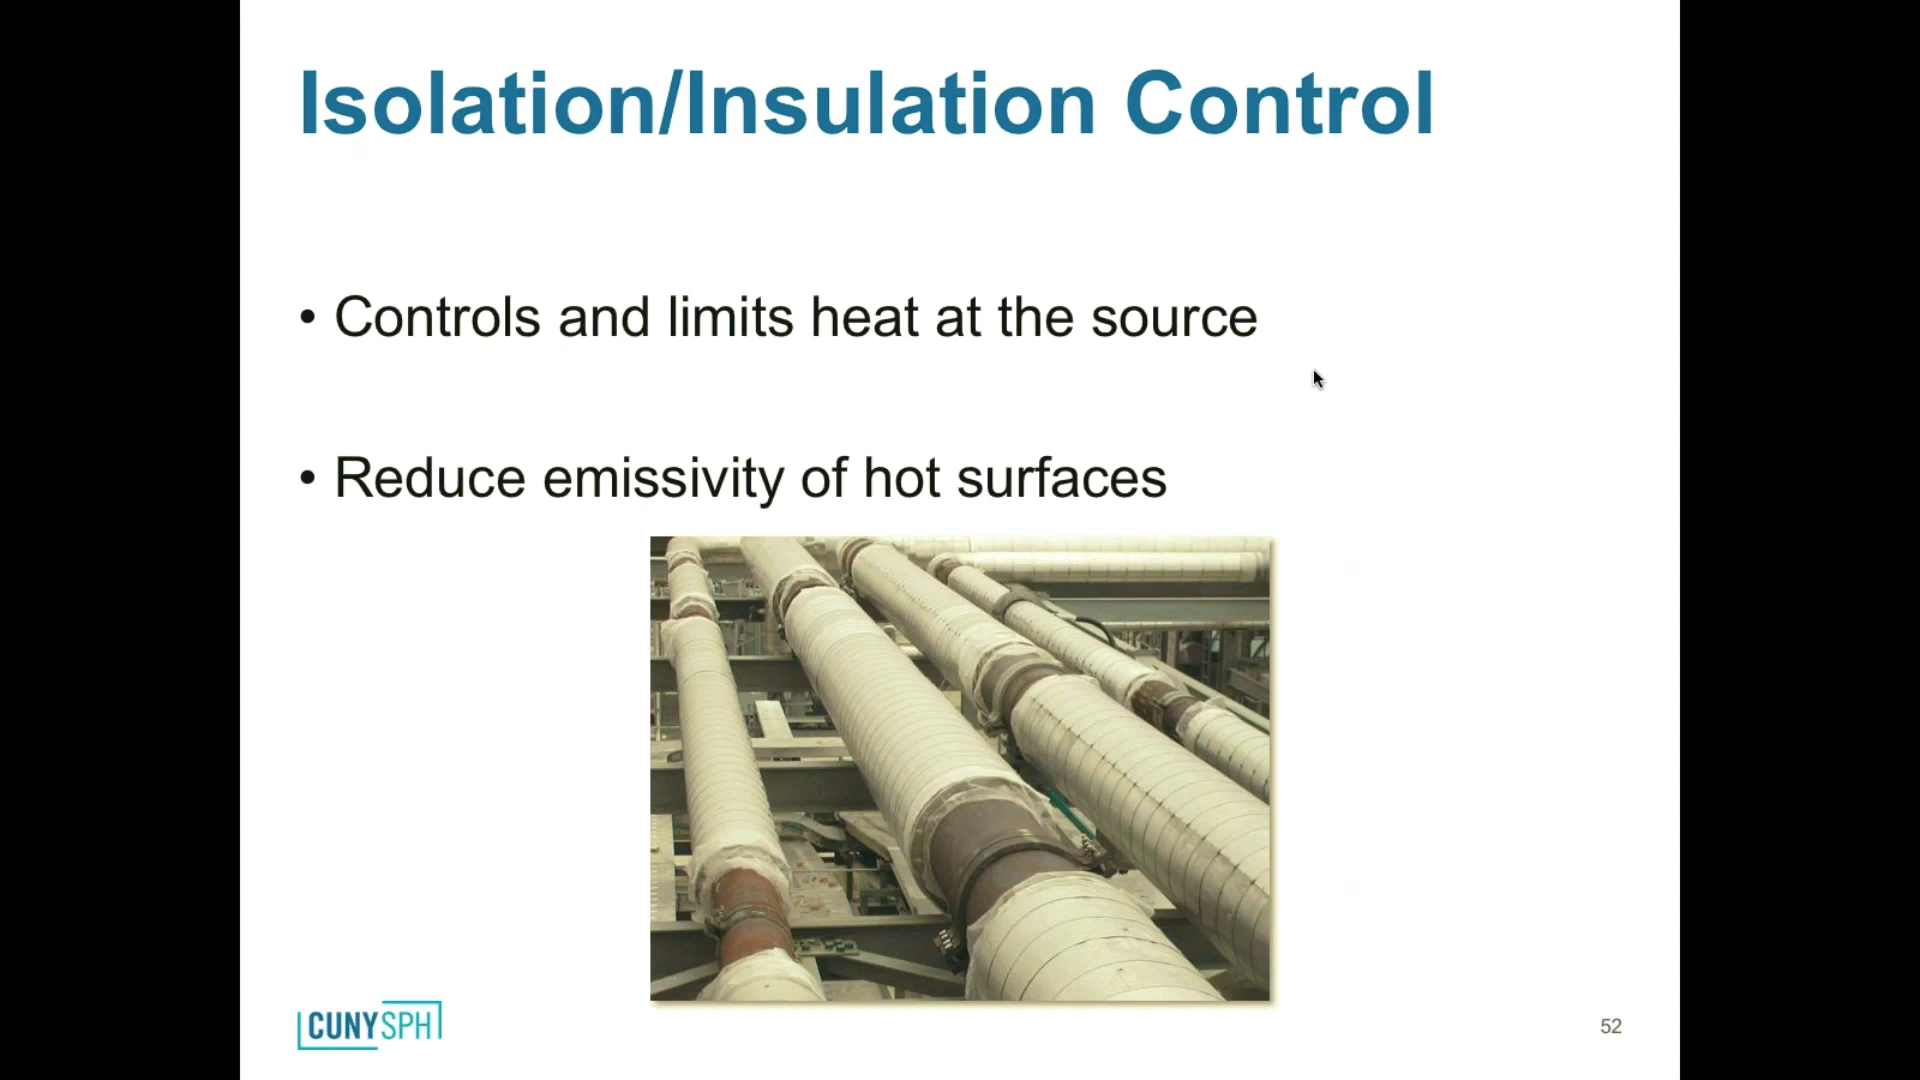 Isolation/Insulation Control
• Controls and limits heat at the source
• Reduce emissivity of hot surfaces
CUNYSPH
52